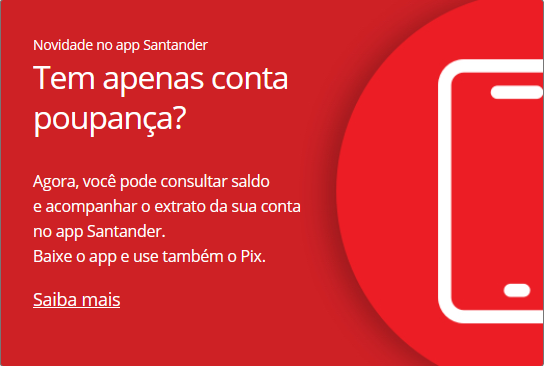 Novidade no app Santander
Tem apenas conta
poupança?
Agora, você pode consultar saldo
e acompanhar o extrato da sua conta
no app Santander.
Baixe o app e use também o Pix.
Saiba mais